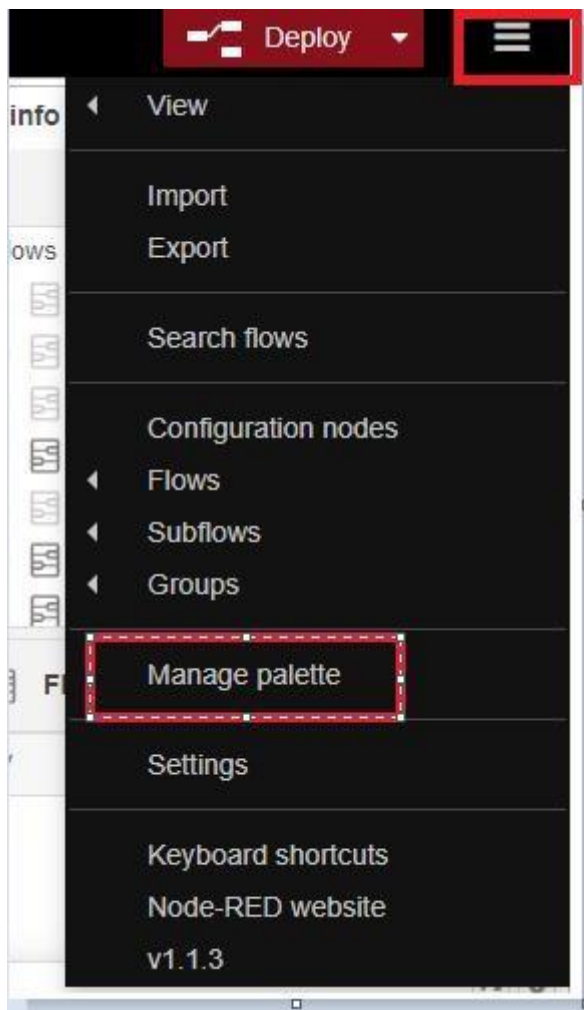 Deploy
info
View
Import
Export
ows
Search flows
Configuration nodes
Flows
Subflows
Groups
Manage palette
Settings
Keyboard shortcuts
Node-RED website
v1.1.3